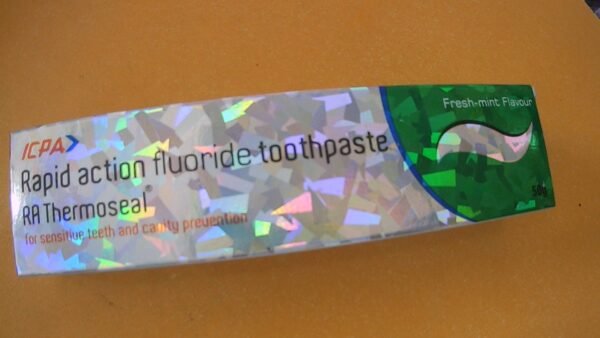 ICPA
Rapid action fluoride toothpaste
RA Thermoseal®
for sensitive teeth and cavity prevention
Fresh-mint Flavour
50g